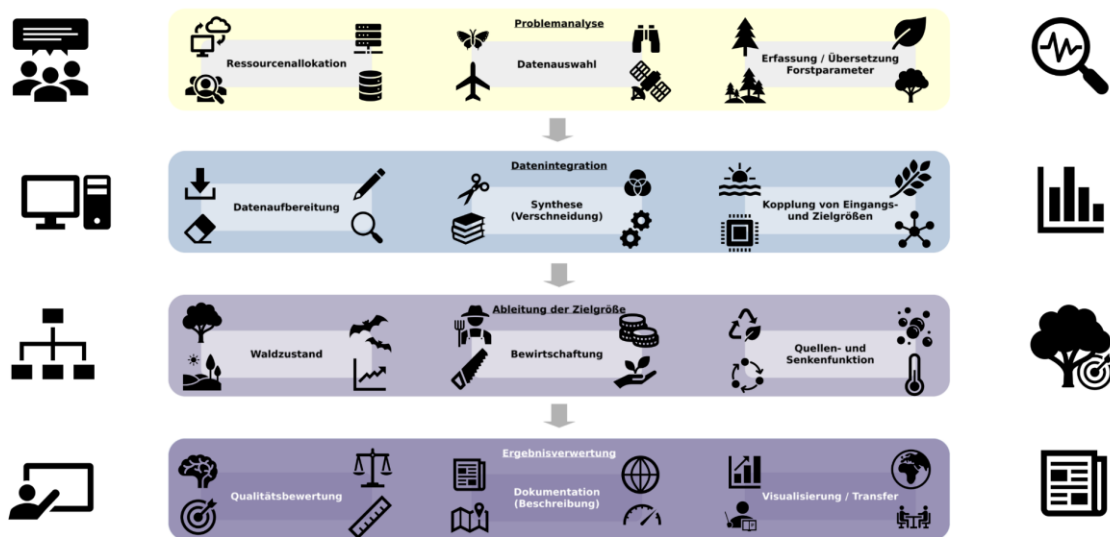 Problemanalyse
Ressourcenallokation
Datenauswahl
Erfassung / Übersetzung
Forstparameter
Datenintegration
Datenaufbereitung
Synthese
(Verschneidung)
Kopplung von Eingangs-
und Zielgrößen
Ableitung der Zielgröße
Waldzustand
Bewirtschaftung
Quellen- und
Senkenfunktion
Ergebnisverwertung
Qualitätsbewertung
Dokumentation
(Beschreibung)
Visualisierung / Transfer